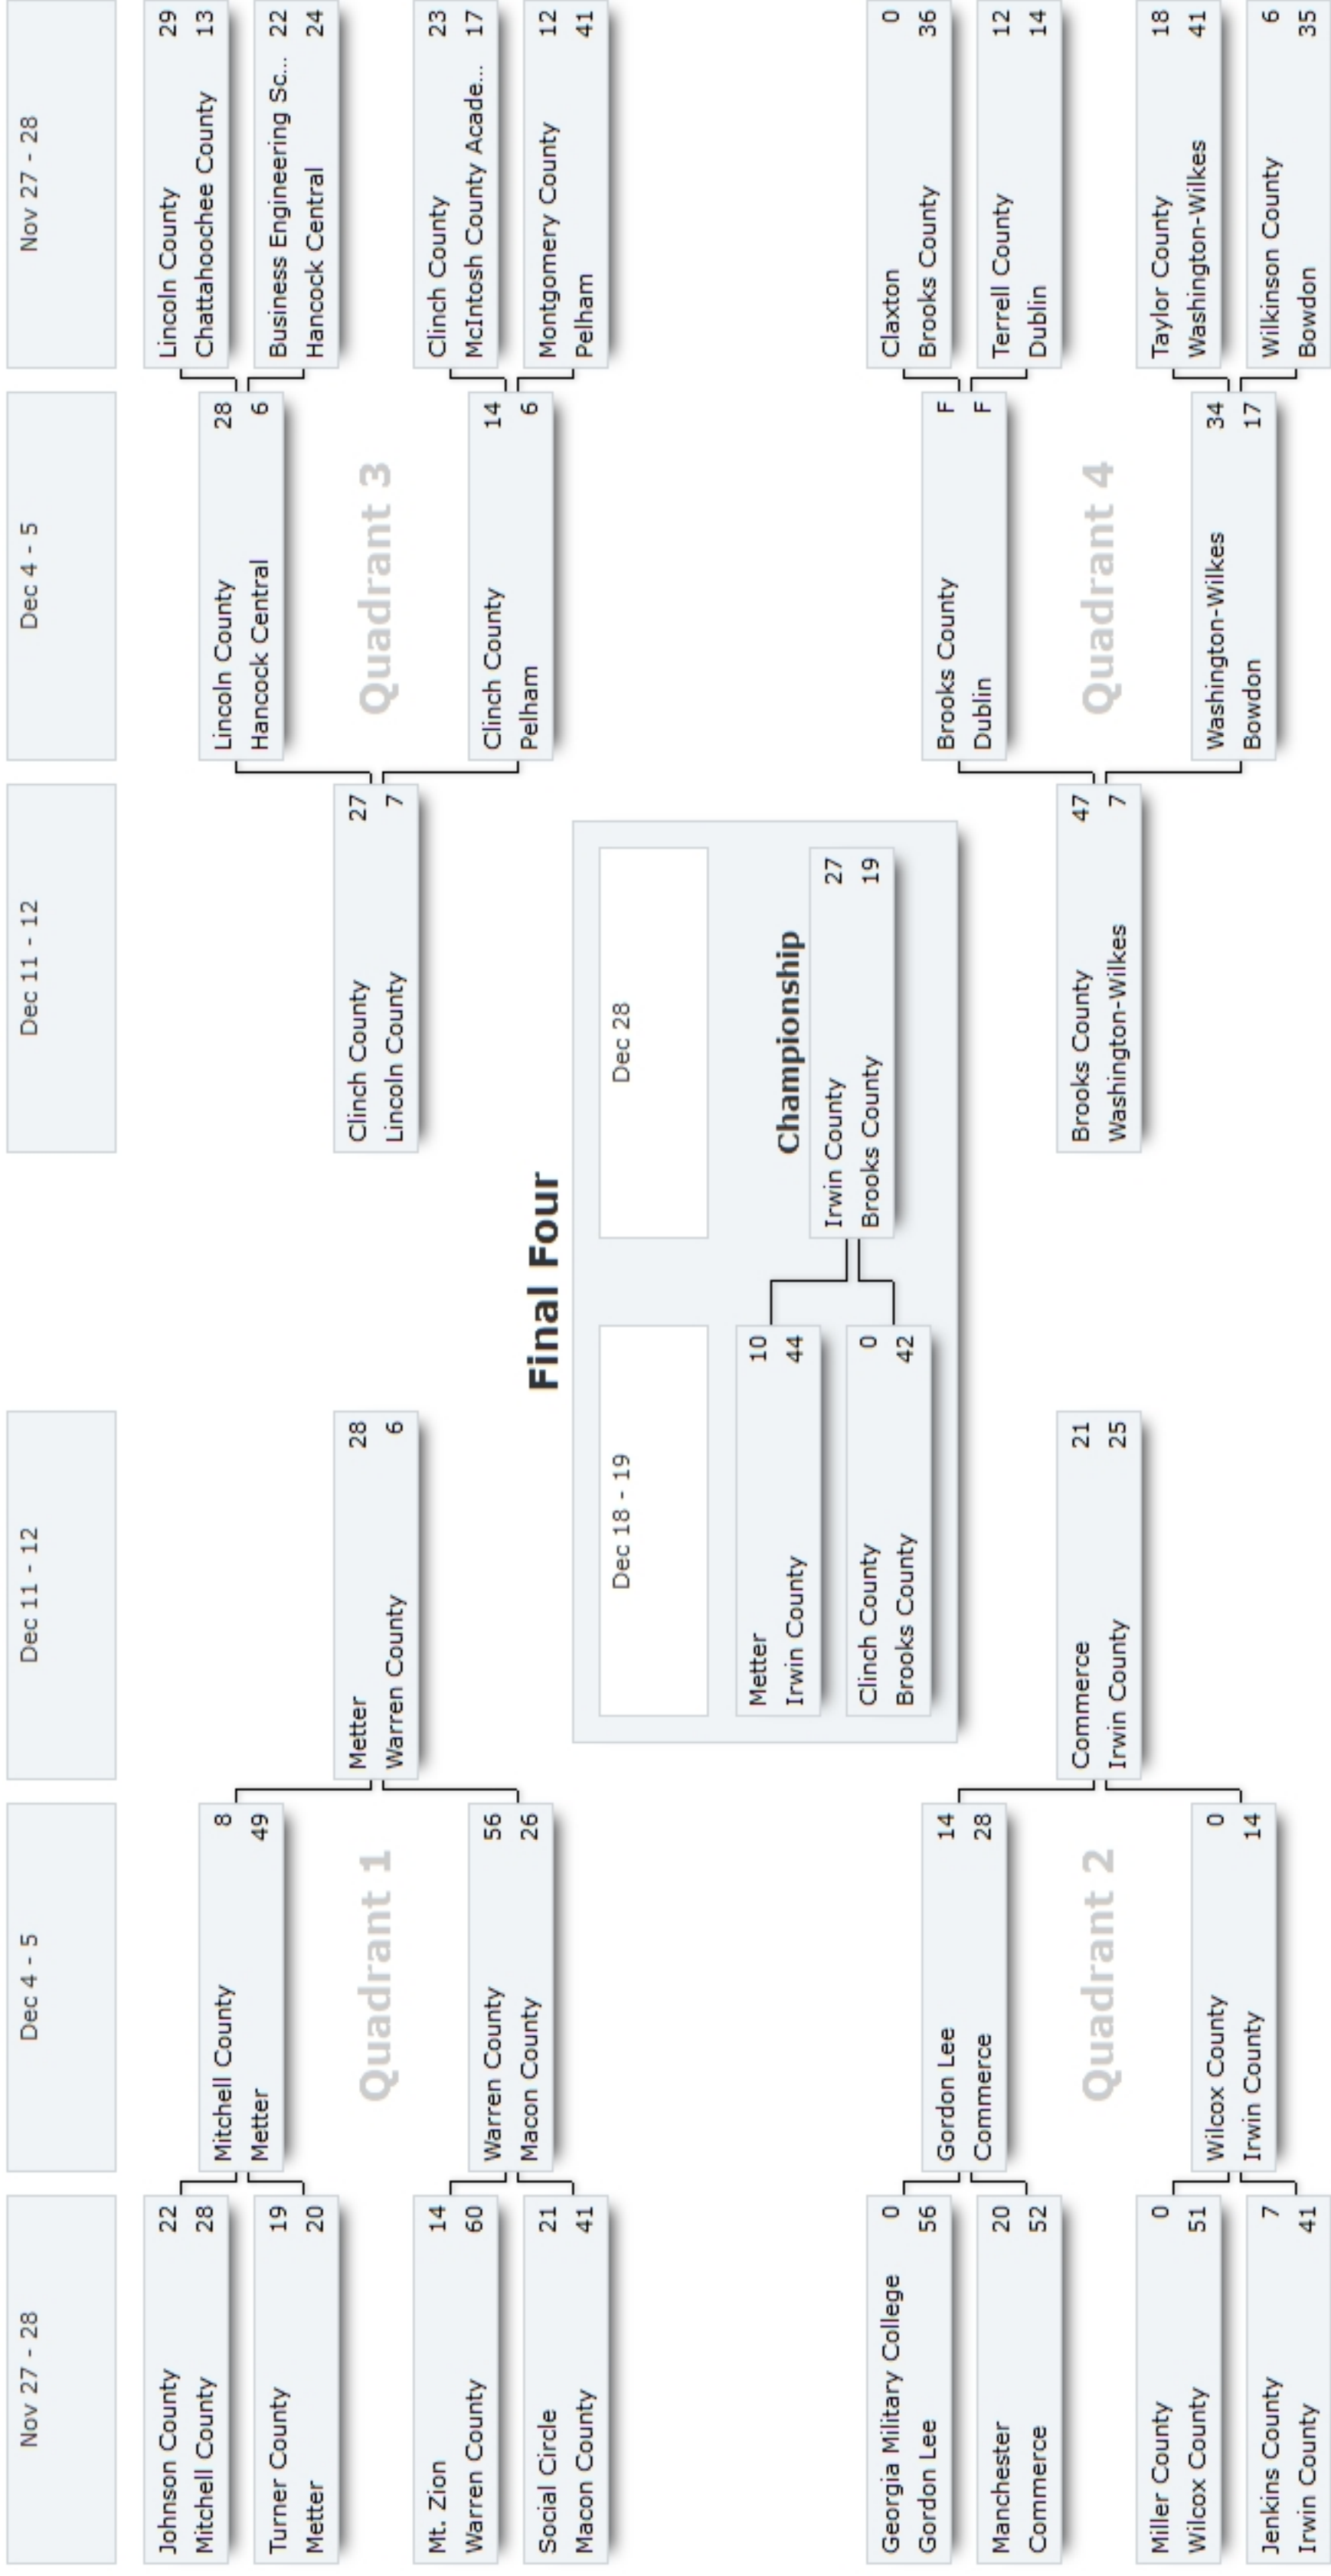 Nov 27 - 28
Dec 4 - 5
Dec 11 - 12
Dec 11 - 12
Dec 4 - 5
Nov 27 - 28
Johnson County 22
Mitchell County 28
Turner County 19
Metter 20
Mt. Zion 14
Warren County 60
Social Circle 21
Macon County 41
Mitchell County 8
Metter 49
Quadrant 1
Warren County 56
Macon County 26
Metter 28
Warren County 6
Clinch County 27
Lincoln County 7
Lincoln County 28
Hancock Central 6
Quadrant 3
Clinch County 14
Pelham 6
Lincoln County 29
Chattahoochee County 13
Business Engineering Sc... 22
Hancock Central 24
Clinch County 23
McIntosh County Acade... 17
Montgomery County 12
Pelham 41
Final Four
Dec 18 - 19
Dec 28
Metter 10
Irwin County 44
Clinch County 0
Brooks County 42
Championship
Irwin County 27
Brooks County 19
Georgia Military College 0
Gordon Lee 56
Manchester 20
Commerce 52
Miller County 0
Wilcox County 51
Jenkins County 7
Irwin County 41
Gordon Lee 14
Commerce 28
Quadrant 2
Wilcox County 0
Irwin County 14
Commerce 21
Irwin County 25
Brooks County 47
Washington-Wilkes 7
Brooks County F
Dublin F
Quadrant 4
Washington-Wilkes 34
Bowdon 17
Claxton 0
Brooks County 36
Terrell County 12
Dublin 14
Taylor County 18
Washington-Wilkes 41
Wilkinson County 6
Bowdon 35